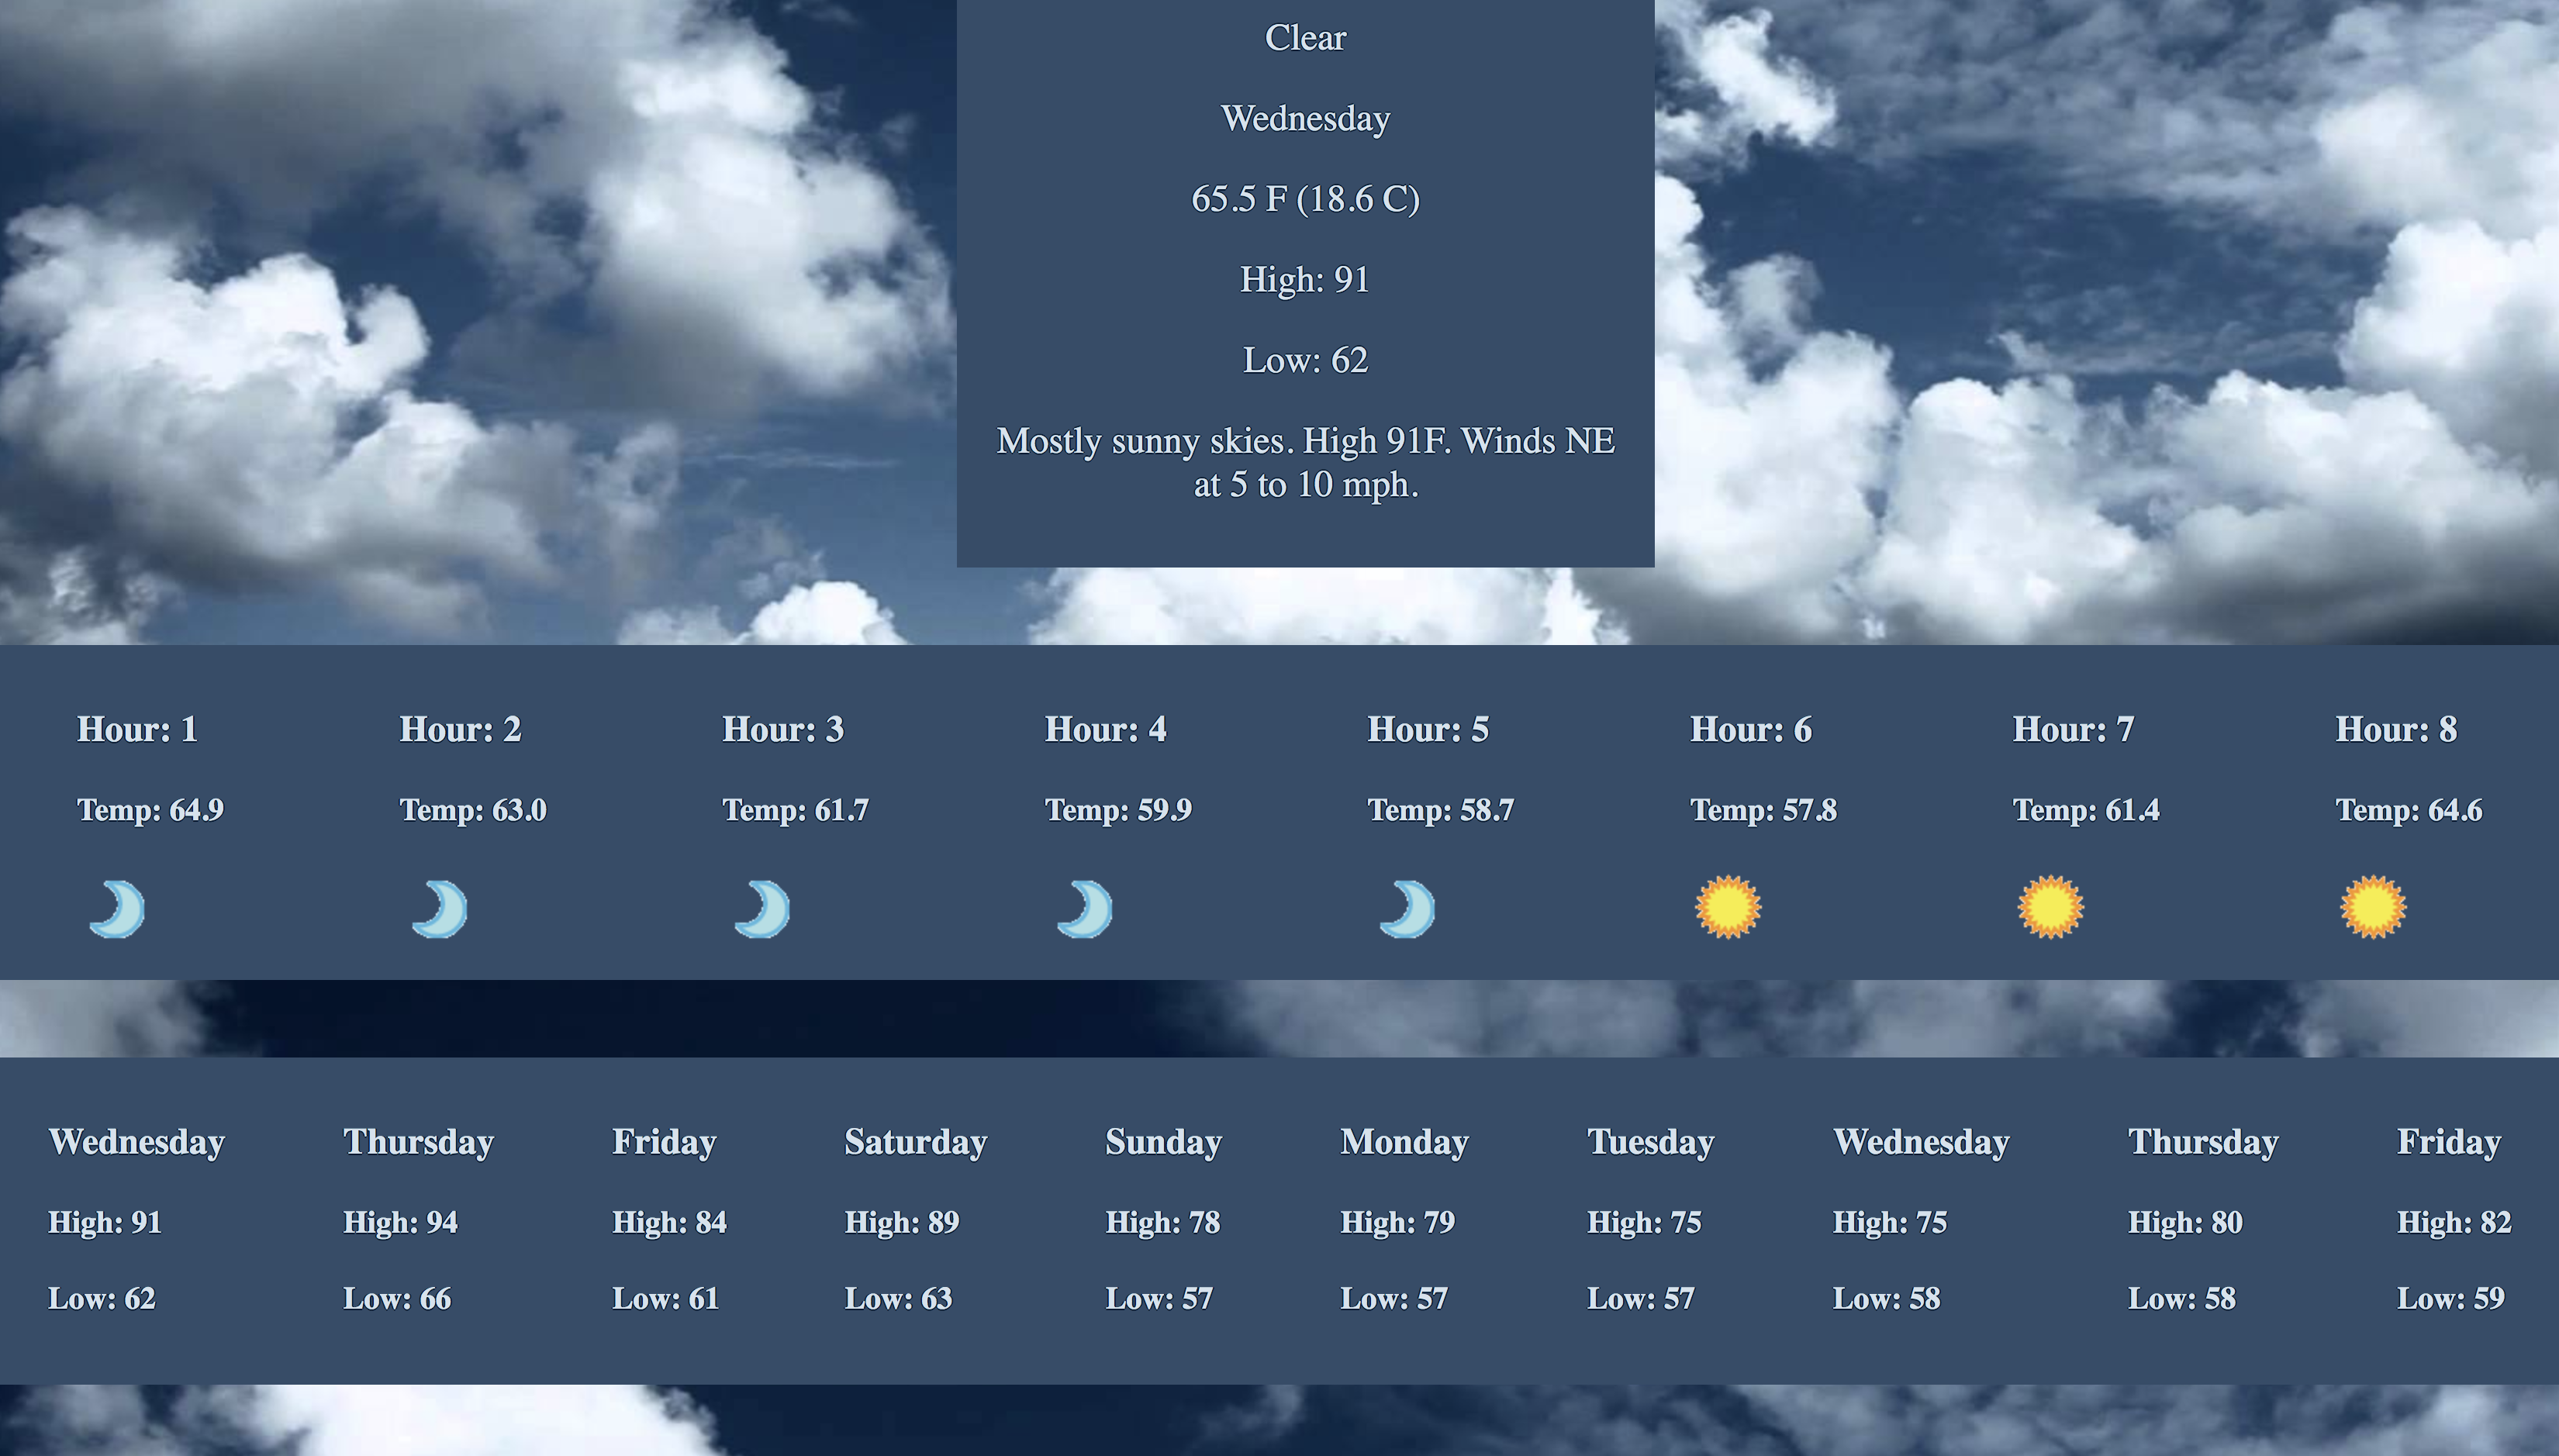 Clear
Wednesday
65.5 F (18.6 C)
High: 91
Low: 62
Mostly sunny skies. High 91F. Winds NE
at 5 to 10 mph.
Hour: 1
Temp: 64.9
Hour: 2
Temp: 63.0
Hour: 3
Temp: 61.7
Hour: 4
Temp: 59.9
Hour: 5
Temp: 58.7
Hour: 6
Temp: 57.8
Hour: 7
Temp: 61.4
Hour: 8
Temp: 64.6
Wednesday
High: 91
Low: 62
Thursday
High: 94
Low: 66
Friday
High: 84
Low: 61
Saturday
High: 89
Low: 63
Sunday
High: 78
Low: 57
Monday
High: 79
Low: 57
Tuesday
High: 75
Low: 57
Wednesday
High: 75
Low: 58
Thursday
High: 80
Low: 58
Friday
High: 82
Low: 59